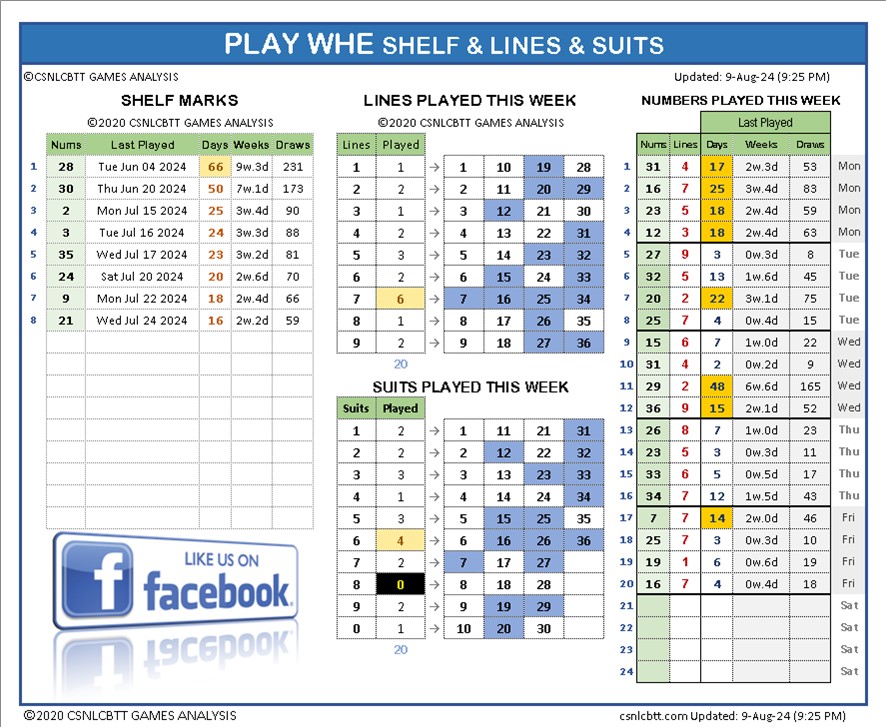 PLAY WHE SHELF & LINES & SUITS
©CSNLCBTT GAMES ANALYSIS
Updated: 9-Aug-24 (9:25 PM)
SHELF MARKS
©2020 CSNLCBTT GAMES ANALYSIS
Nums Last Played Days Weeks Draws
1 28 Tue Jun 04 2024 66 9w.3d 231
2 30 Thu Jun 20 2024 50 7w.1d 173
3 2 Mon Jul 15 2024 25 3w.4d 90
4 3 Tue Jul 16 2024 24 3w.3d 88
5 35 Wed Jul 17 2024 23 3w.2d 81
6 24 Sat Jul 20 2024 20 2w.6d 70
7 9 Mon Jul 22 2024 18 2w.4d 66
8 21 Wed Jul 24 2024 16 2w.2d 59
LIKE US ON
facebook
LINES PLAYED THIS WEEK
©2020 CSNLCBTT GAMES ANALYSIS
Lines Played
1 1 → 1 10 19 28
2 2 → 2 11 20 29
3 1 → 3 12 21 30
4 2 → 4 13 22 31
5 3 → 5 14 23 32
6 2 → 6 15 24 33
7 6 → 7 16 25 34
8 1 → 8 17 26 35
9 2 → 9 18 27 36
20
SUITS PLAYED THIS WEEK
Suits Played
1 2 → 1 11 21 31
2 2 → 2 12 22 32
3 3 → 3 13 23 33
4 1 → 4 14 24 34
5 3 → 5 15 25 35
6 4 → 6 16 26 36
7 2 → 7 17 27
8 0 → 8 18 28
9 2 → 9 19 29
0 1 → 10 20 30
20
NUMBERS PLAYED THIS WEEK
Last Played
Nums Lines Days Weeks Draws
1 31 4 17 2w.3d 53 Mon
2 16 7 25 3w.4d 83 Mon
3 23 5 18 2w.4d 59 Mon
4 12 3 18 2w.4d 63 Mon
5 27 9 3 0w.3d 8 Tue
6 32 5 13 1w.6d 45 Tue
7 20 2 22 3w.1d 75 Tue
8 25 7 4 0w.4d 15 Tue
9 15 6 7 1w.0d 22 Wed
10 31 4 2 0w.2d 9 Wed
11 29 2 48 6w.6d 165 Wed
12 36 9 15 2w.1d 52 Wed
13 26 8 7 1w.0d 23 Thu
14 23 5 3 0w.3d 11 Thu
15 33 6 5 0w.5d 17 Thu
16 34 7 12 1w.5d 43 Thu
17 7 7 14 2w.0d 46 Fri
18 25 7 3 0w.3d 10 Fri
19 19 1 6 0w.6d 19 Fri
20 16 7 4 0w.4d 18 Fri
21 Sat
22 Sat
23 Sat
24 Sat
©2020 CSNLCBTT GAMES ANALYSIS
csnlcbtt.com Updated: 9-Aug-24 (9:25 PM)